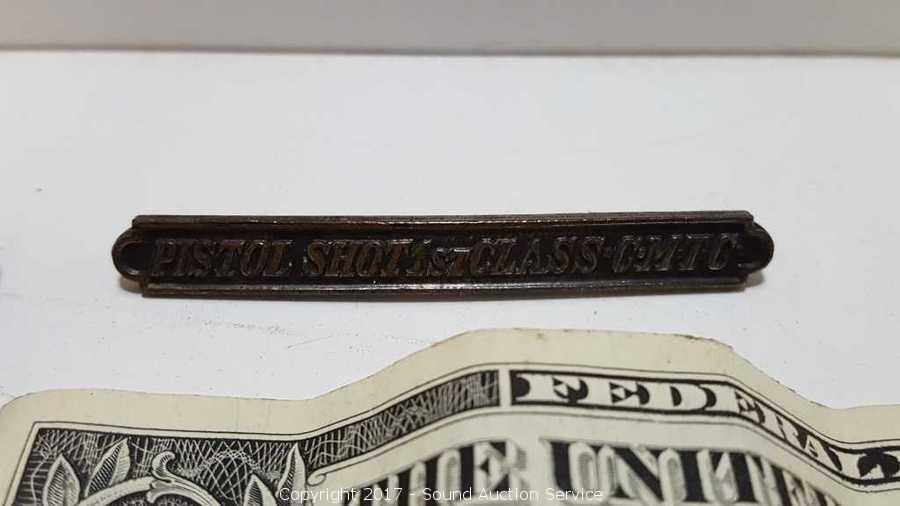 PISTOL SHOT 1ST CLASS·C·M·T·C
FEDERA
THE UNITE
Copyright 2017 - Sound Auction Service